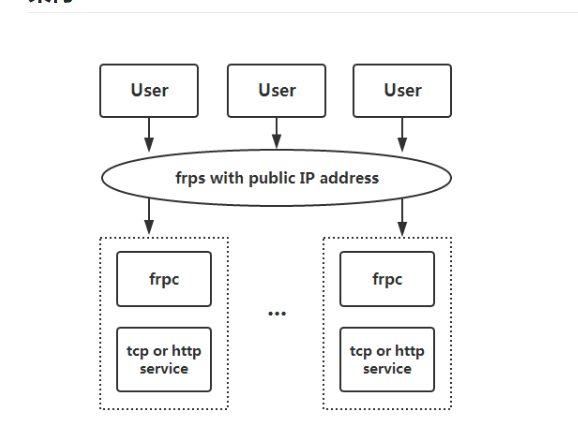 User
User
User
frps with public IP address
frpc
frpc
...
tcp or http
service
tcp or http
service